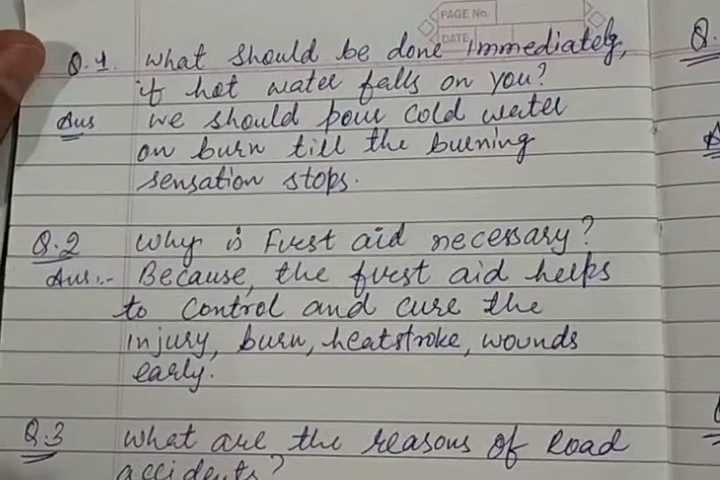 PAGE No.
DATE
Q.1. What should be done immediately,
if hot water falls on you?
Ans we should pour cold water
on burn till the burning
sensation stops.
Q.2 Why is First aid necessary?
Ans:- Because, the first aid helps
to control and cure the
injury, burn, heatstroke, wounds
early.
Q.3 What are the reasons of Road
accidents?
Q.